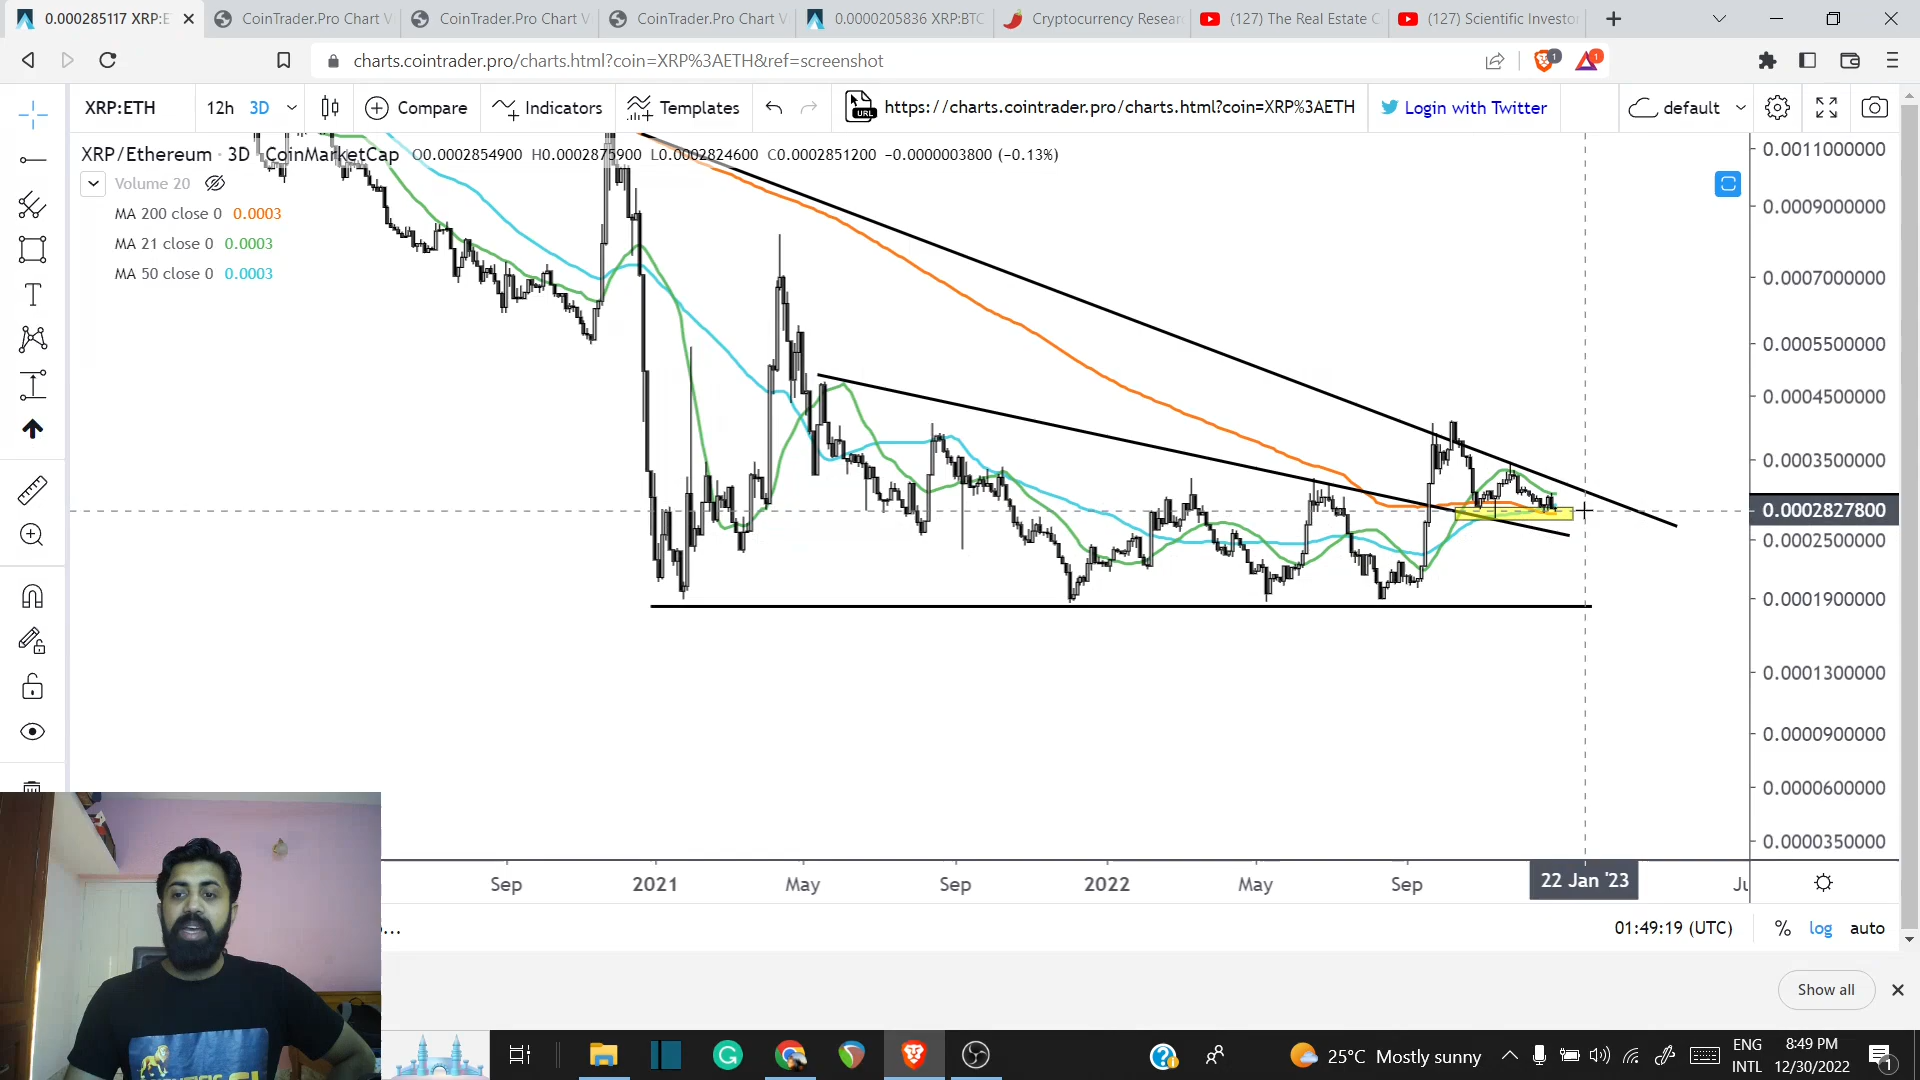 0.000285117 XRP:E
CoinTrader.Pro Chart V
CoinTrader.Pro Chart V
CoinTrader.Pro Chart V
0.0000205836 XRP:BTC
Cryptocurrency Resear
(127) The Real Estate C
(127) Scientific Investor
charts.cointrader.pro/charts.html?coin=XRP%3AETH&ref=screenshot
1
1
XRP:ETH
12h
3D
Compare
Indicators
Templates
URL
https://charts.cointrader.pro/charts.html?coin=XRP%3AETH
Login with Twitter
default
XRP/Ethereum · 3D CoinMarketCap O0.0002854900 H0.0002875900 L0.0002824600 C0.0002851200 −0.0000003800 (−0.13%)
Volume 20
MA 200 close 0 0.0003
MA 21 close 0 0.0003
MA 50 close 0 0.0003
0.0011000000
0.0009000000
0.0007000000
0.0005500000
0.0004500000
0.0003500000
0.0002827800
0.0002500000
0.0001900000
0.0001300000
0.0000900000
0.0000600000
0.0000350000
Sep
2021
May
Sep
2022
May
Sep
22 Jan '23
01:49:19 (UTC)
%
log
auto
Show all
25°C Mostly sunny
ENG
INTL
8:49 PM
12/30/2022
1